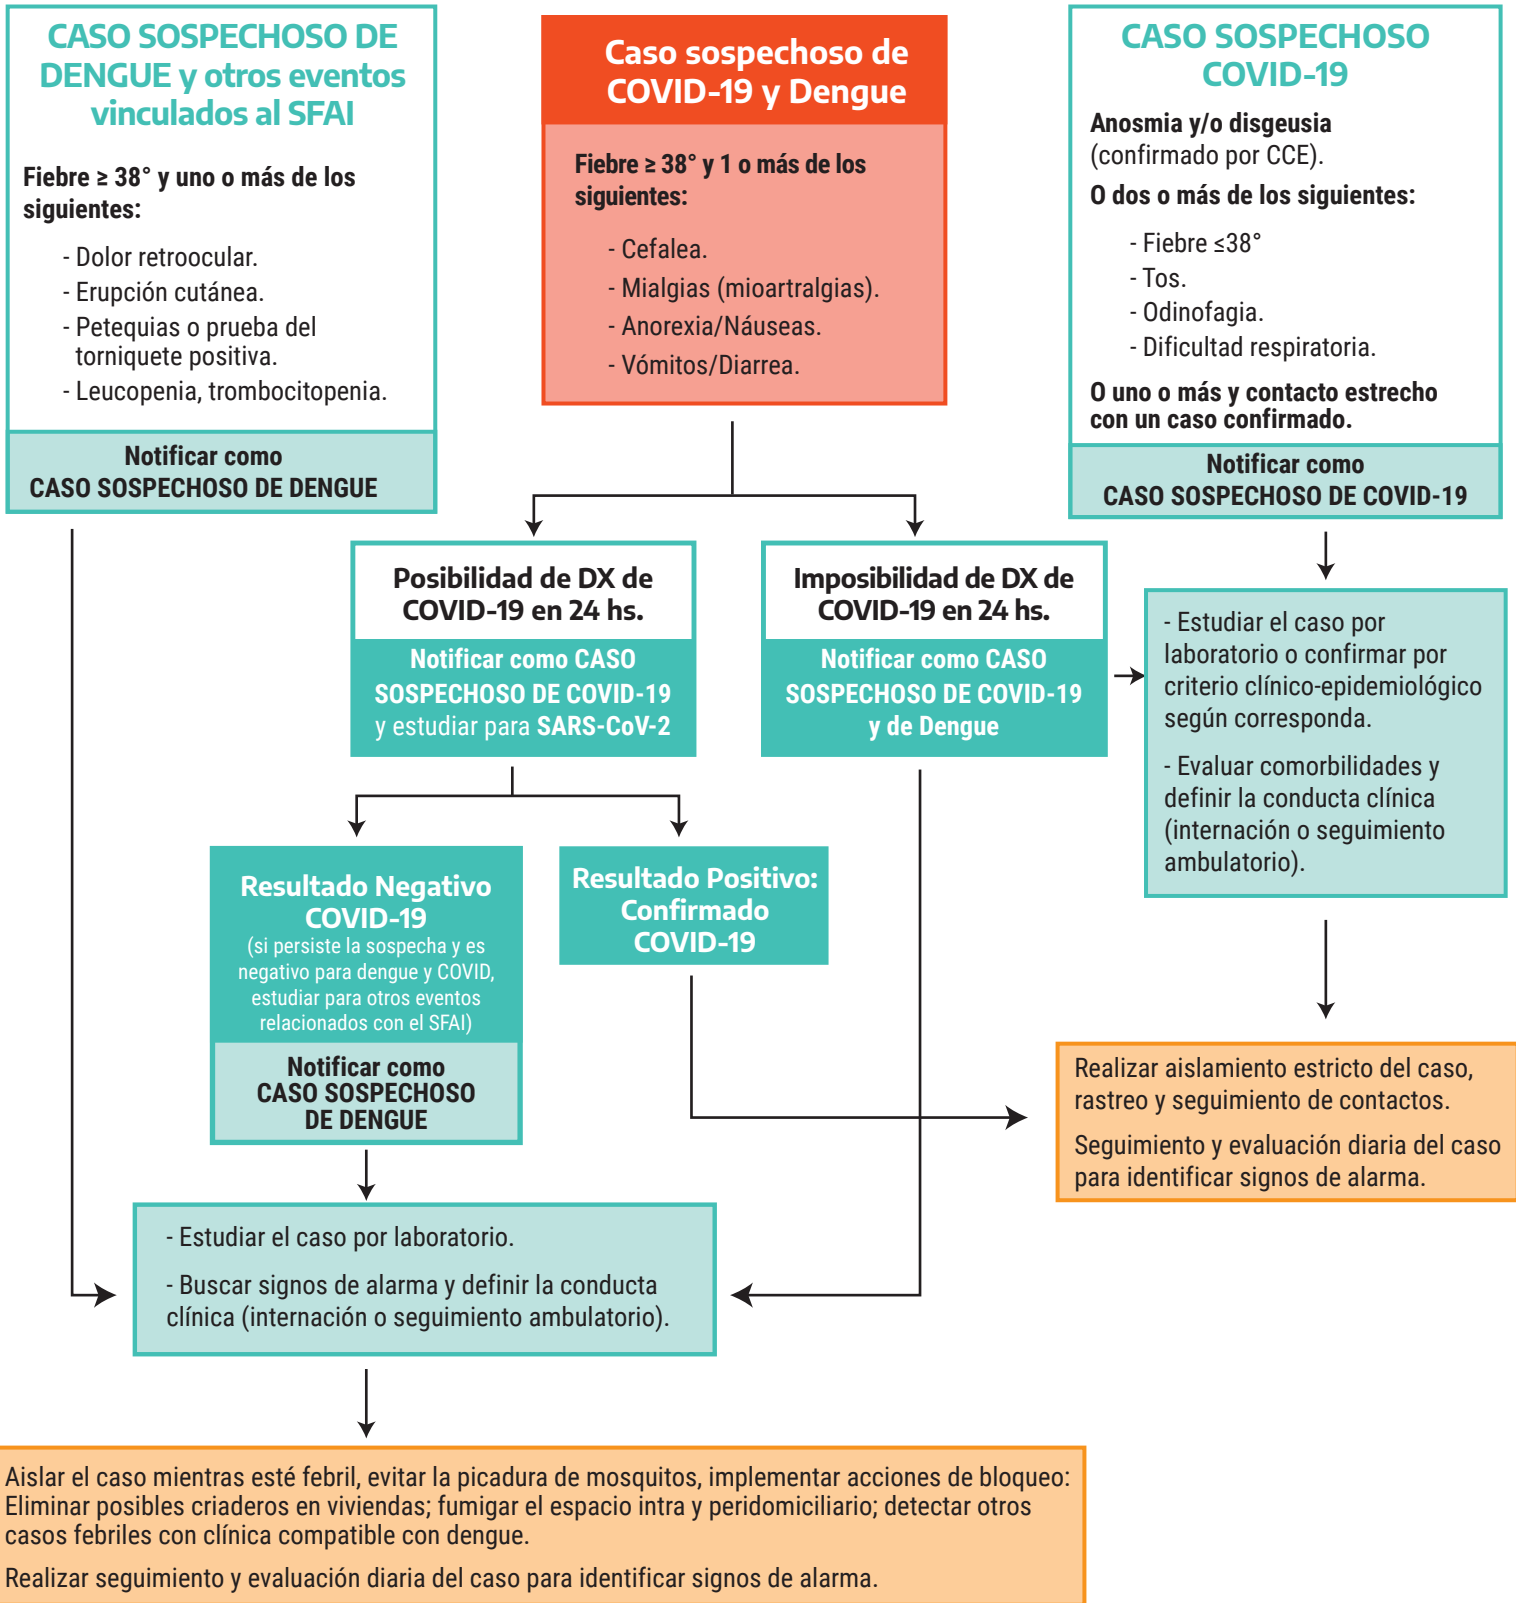 CASO SOSPECHOSO DE
DENGUE y otros eventos
vinculados al SFAI
Fiebre ≥ 38° y uno o más de los
siguientes:
- Dolor retroocular.
- Erupción cutánea.
- Petequias o prueba del
torniquete positiva.
- Leucopenia, trombocitopenia.
Notificar como
CASO SOSPECHOSO DE DENGUE
Caso sospechoso de
COVID-19 y Dengue
Fiebre ≥ 38° y 1 o más de los
siguientes:
- Cefalea.
- Mialgias (mioartralgias).
- Anorexia/Náuseas.
- Vómitos/Diarrea.
CASO SOSPECHOSO
COVID-19
Anosmia y/o disgeusia
(confirmado por CCE).
O dos o más de los siguientes:
- Fiebre ≤38°
- Tos.
- Odinofagia.
- Dificultad respiratoria.
O uno o más y contacto estrecho
con un caso confirmado.
Notificar como
CASO SOSPECHOSO DE COVID-19
Posibilidad de DX de
COVID-19 en 24 hs.
Notificar como CASO
SOSPECHOSO DE COVID-19
y estudiar para SARS-CoV-2
Imposibilidad de DX de
COVID-19 en 24 hs.
Notificar como CASO
SOSPECHOSO DE COVID-19
y de Dengue
- Estudiar el caso por
laboratorio o confirmar por
criterio clínico-epidemiológico
según corresponda.
- Evaluar comorbilidades y
definir la conducta clínica
(internación o seguimiento
ambulatorio).
Resultado Negativo
COVID-19
(si persiste la sospecha y es
negativo para dengue y COVID,
estudiar para otros eventos
relacionados con el SFAI)
Notificar como
CASO SOSPECHOSO
DE DENGUE
Resultado Positivo:
Confirmado
COVID-19
Realizar aislamiento estricto del caso,
rastreo y seguimiento de contactos.
Seguimiento y evaluación diaria del caso
para identificar signos de alarma.
- Estudiar el caso por laboratorio.
- Buscar signos de alarma y definir la conducta
clínica (internación o seguimiento ambulatorio).
Aislar el caso mientras esté febril, evitar la picadura de mosquitos, implementar acciones de bloqueo:
Eliminar posibles criaderos en viviendas; fumigar el espacio intra y peridomiciliario; detectar otros
casos febriles con clínica compatible con dengue.
Realizar seguimiento y evaluación diaria del caso para identificar signos de alarma.